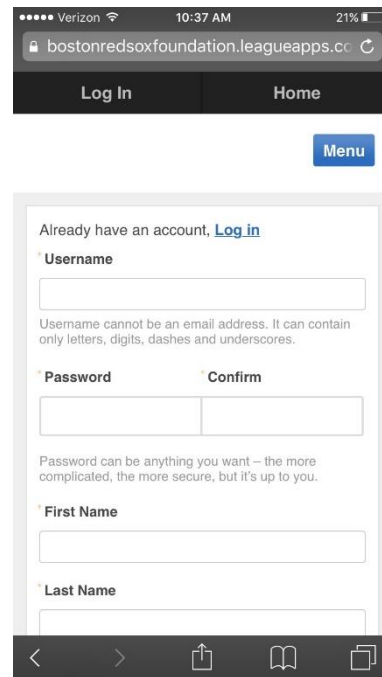 Verizon 10:37 AM 21%
bostonredsoxfoundation.leagueapps.co
Log In Home
Menu
Already have an account, Log in
* Username
Username cannot be an email address. It can contain
only letters, digits, dashes and underscores.
* Password * Confirm
Password can be anything you want – the more
complicated, the more secure, but it's up to you.
* First Name
* Last Name